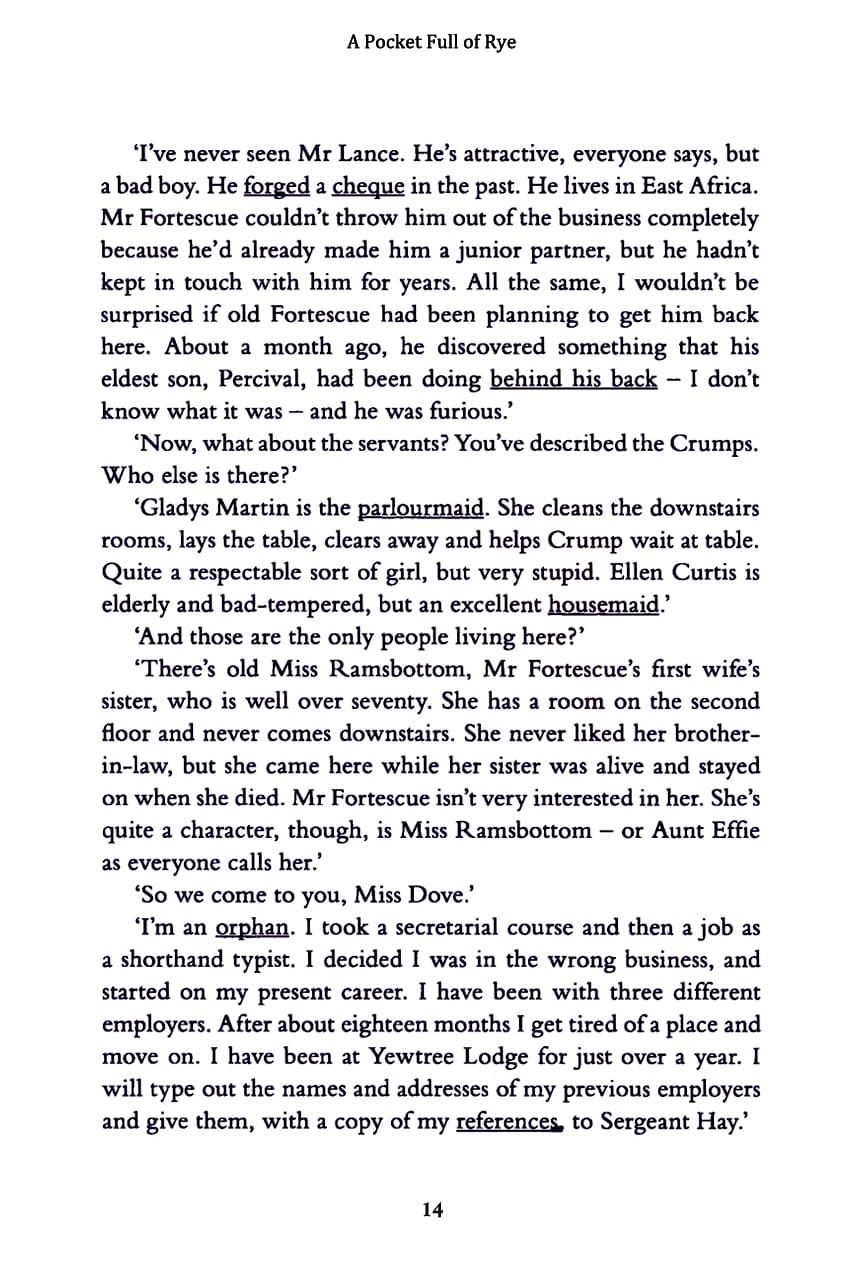 A Pocket Full of Rye
‘I’ve never seen Mr Lance. He’s attractive, everyone says, but
a bad boy. He forged a cheque in the past. He lives in East Africa.
Mr Fortescue couldn’t throw him out of the business completely
because he’d already made him a junior partner, but he hadn’t
kept in touch with him for years. All the same, I wouldn’t be
surprised if old Fortescue had been planning to get him back
here. About a month ago, he discovered something that his
eldest son, Percival, had been doing behind his back – I don’t
know what it was – and he was furious.’
‘Now, what about the servants? You’ve described the Crumps.
Who else is there?’
‘Gladys Martin is the parlourmaid. She cleans the downstairs
rooms, lays the table, clears away and helps Crump wait at table.
Quite a respectable sort of girl, but very stupid. Ellen Curtis is
elderly and bad-tempered, but an excellent housemaid.’
‘And those are the only people living here?’
‘There’s old Miss Ramsbottom, Mr Fortescue’s first wife’s
sister, who is well over seventy. She has a room on the second
floor and never comes downstairs. She never liked her brother-
in-law, but she came here while her sister was alive and stayed
on when she died. Mr Fortescue isn’t very interested in her. She’s
quite a character, though, is Miss Ramsbottom – or Aunt Effie
as everyone calls her.’
‘So we come to you, Miss Dove.’
‘I’m an orphan. I took a secretarial course and then a job as
a shorthand typist. I decided I was in the wrong business, and
started on my present career. I have been with three different
employers. After about eighteen months I get tired of a place and
move on. I have been at Yewtree Lodge for just over a year. I
will type out the names and addresses of my previous employers
and give them, with a copy of my references, to Sergeant Hay.’
14